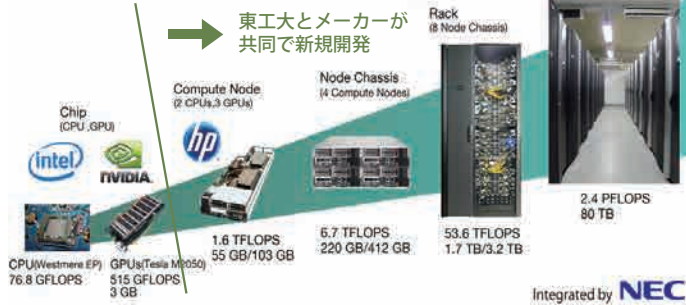 東工大とメーカーが
共同で新規開発
Chip
(CPU ,GPU)
intel
nVIDIA.
CPU(Westmere EP)
76.8 GFLOPS
GPUs(Tesla M2050)
515 GFLOPS
3 GB
Compute Node
(2 CPUs,3 GPUs)
hp
1.6 TFLOPS
55 GB/103 GB
Node Chassis
(4 Compute Nodes)
6.7 TFLOPS
220 GB/412 GB
Rack
(8 Node Chassis)
53.6 TFLOPS
1.7 TB/3.2 TB
2.4 PFLOPS
80 TB
Integrated by NEC